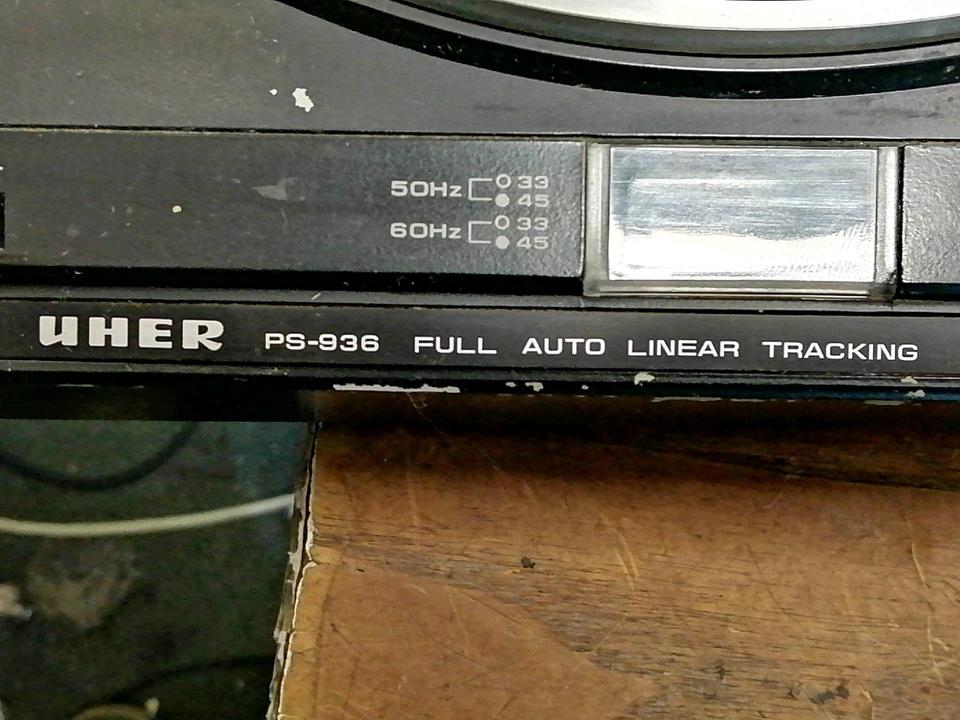 50Hz 33
45
60Hz 33
45
UHER PS-936 FULL AUTO LINEAR TRACKING